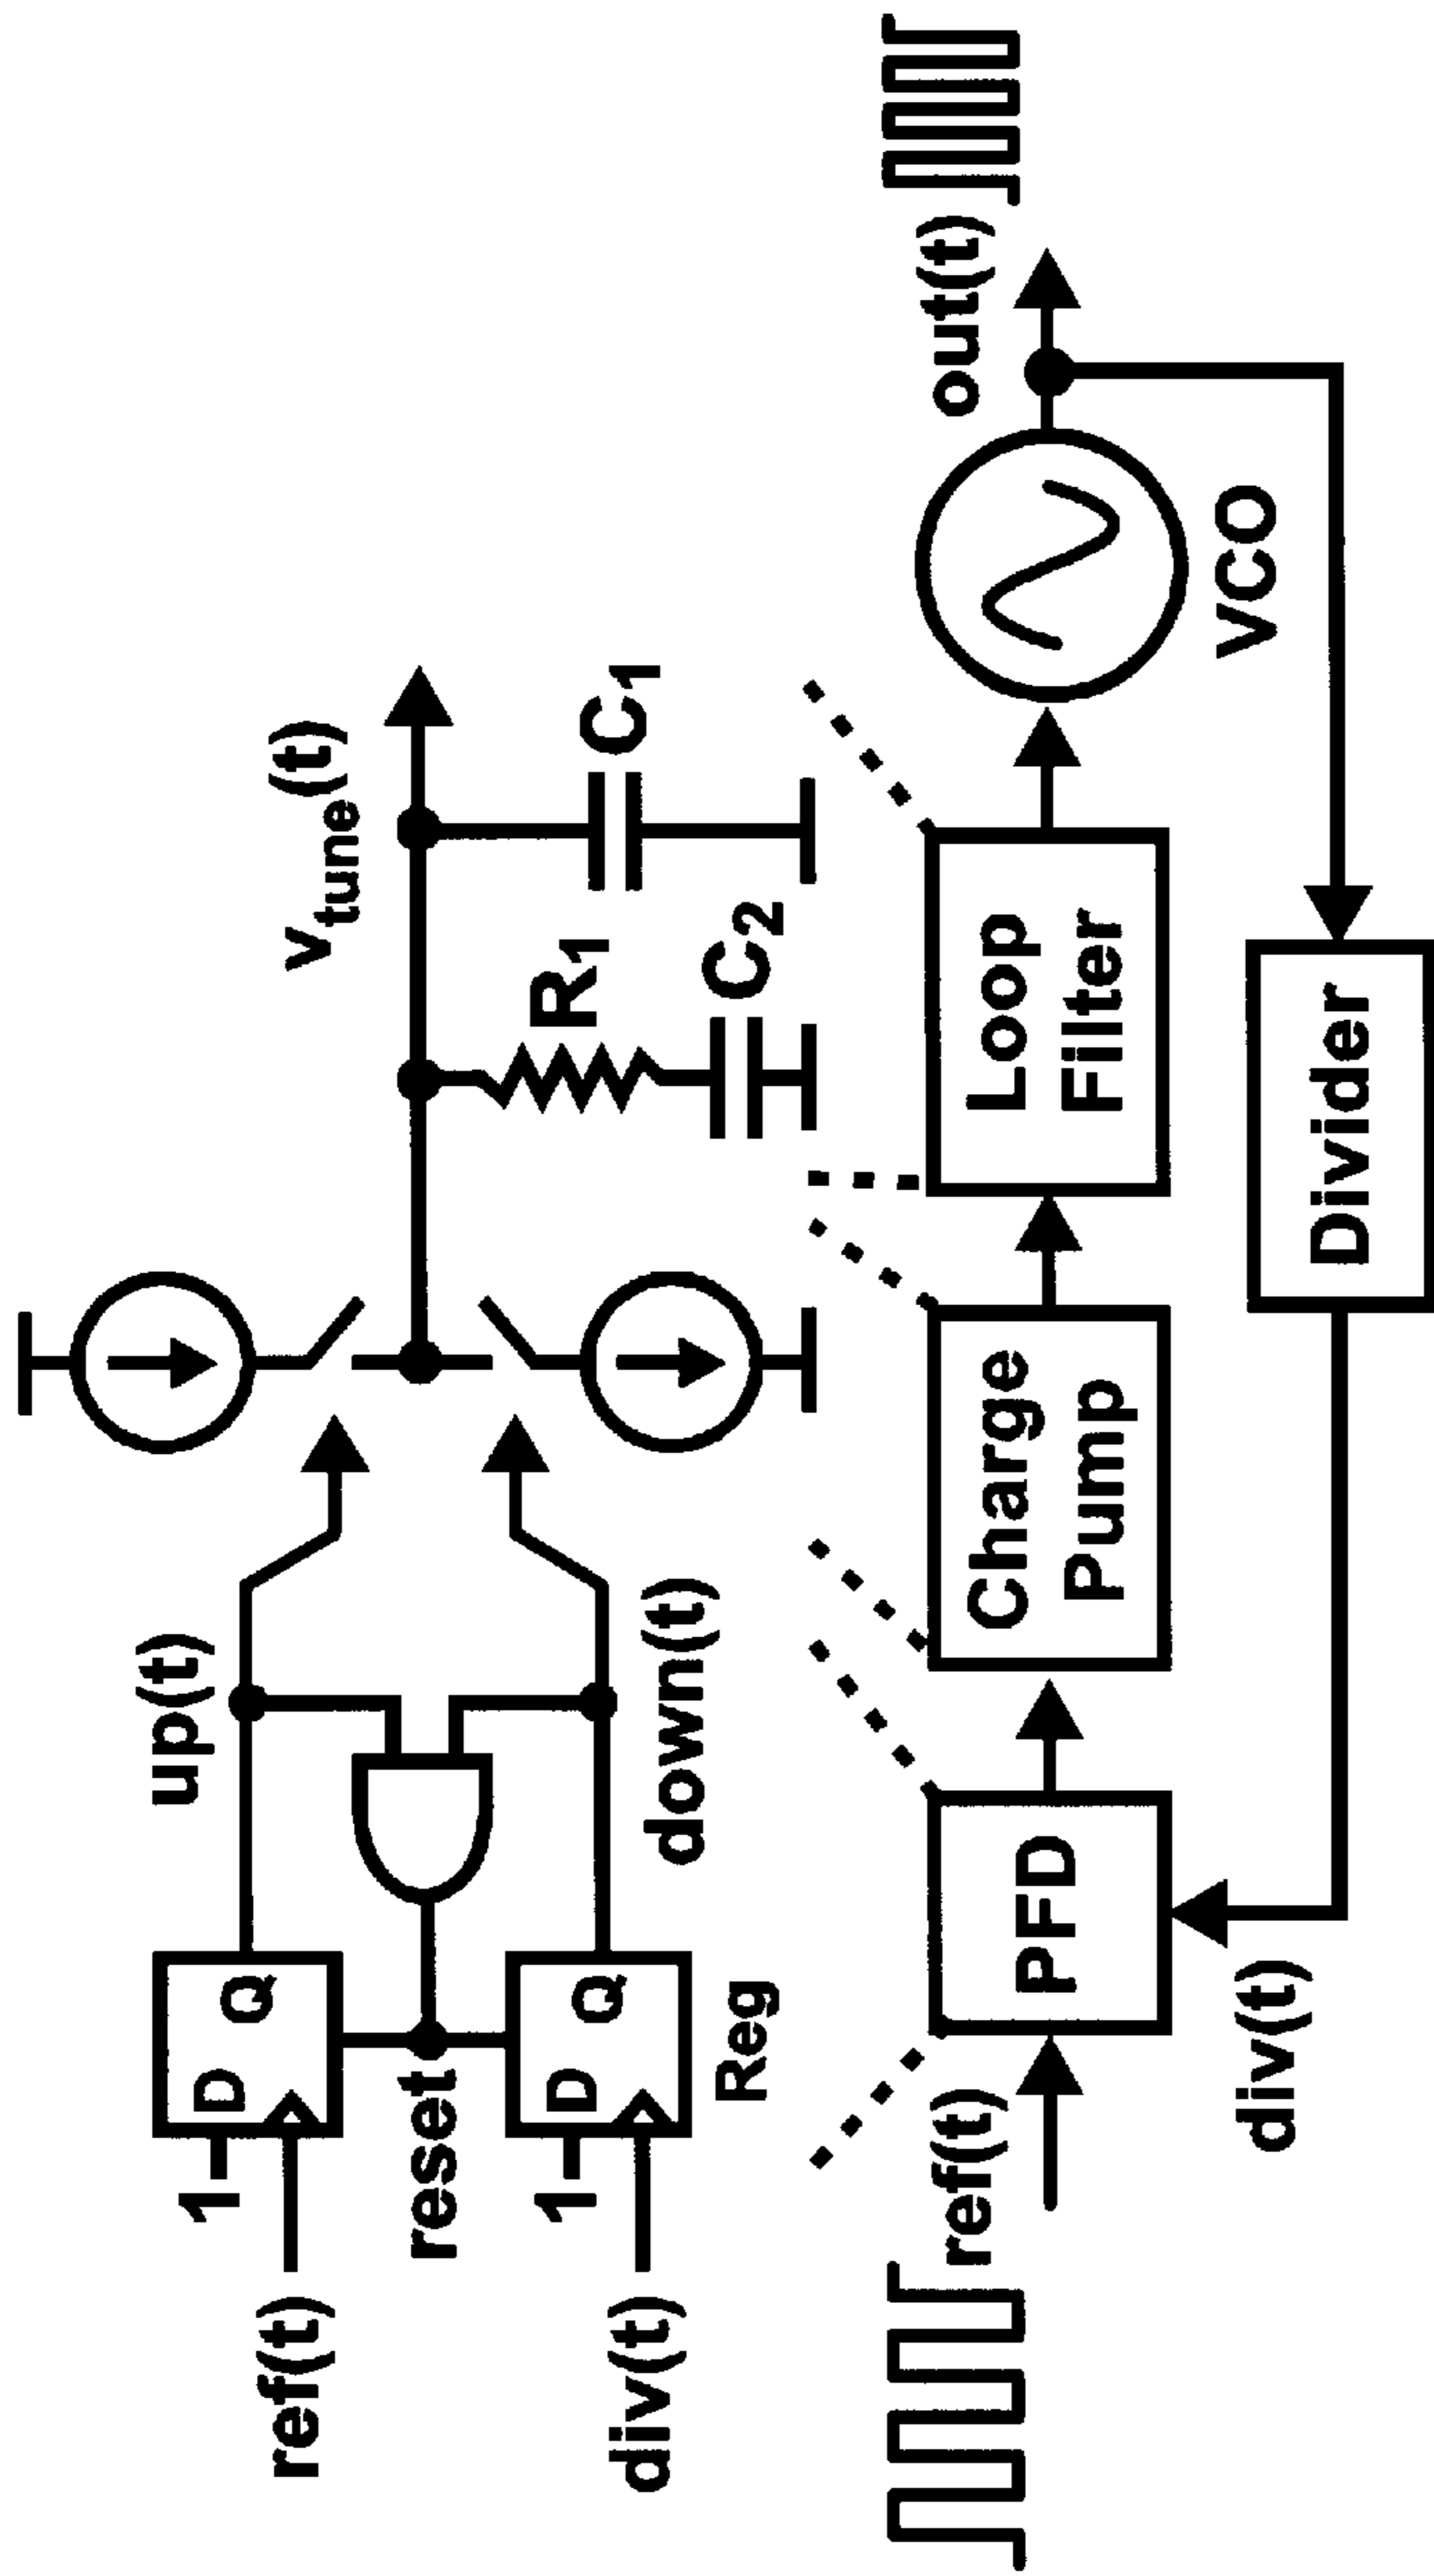 up(t)
v_tune(t)
1
D
Q
ref(t)
reset
R₁
C₁
1
D
Q
div(t)
down(t)
C₂
Reg
ref(t)
PFD
Charge
Pump
Loop
Filter
out(t)
VCO
div(t)
Divider